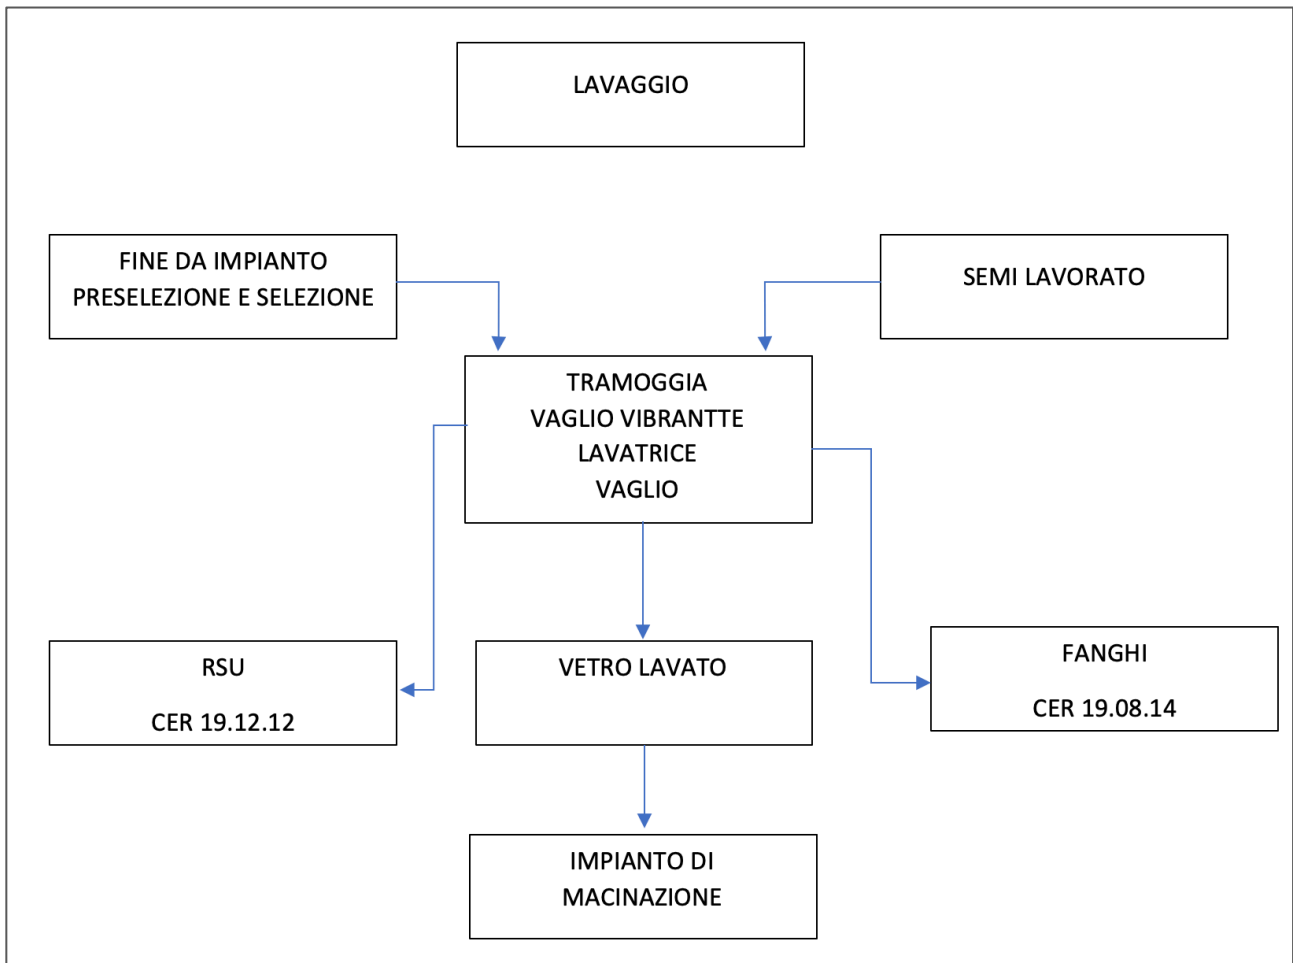 LAVAGGIO
FINE DA IMPIANTO
PRESELEZIONE E SELEZIONE
SEMI LAVORATO
TRAMOGGIA
VAGLIO VIBRANTTE
LAVATRICE
VAGLIO
RSU
CER 19.12.12
VETRO LAVATO
FANGHI
CER 19.08.14
IMPIANTO DI
MACINAZIONE